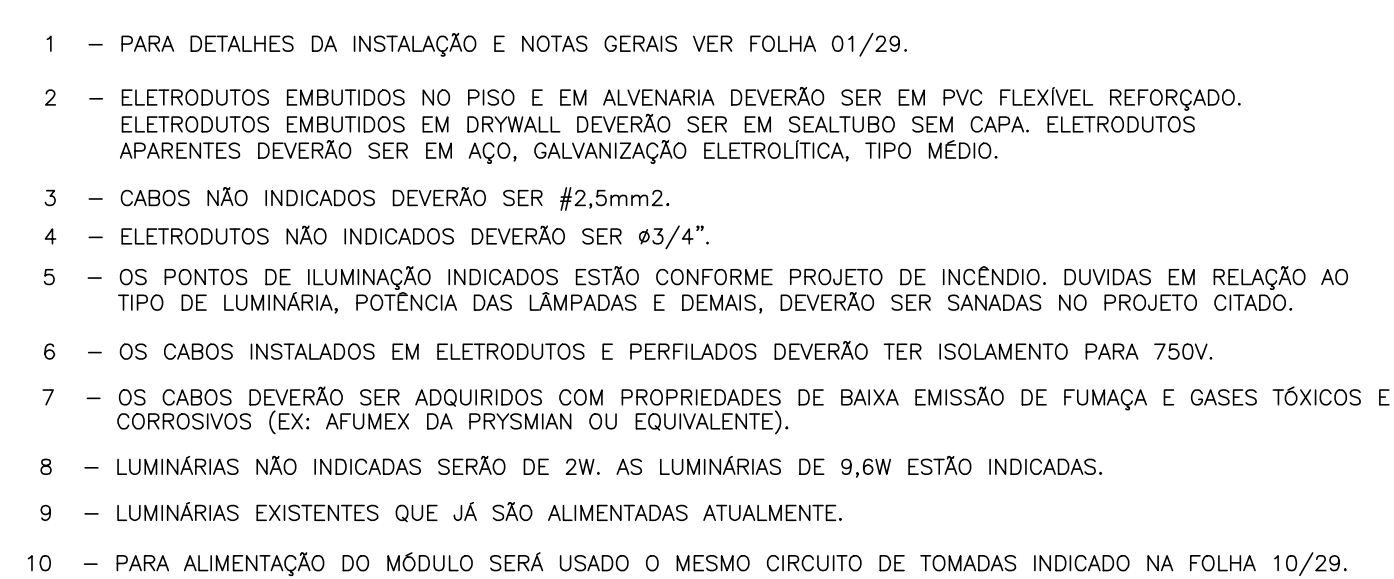 1 – PARA DETALHES DA INSTALAÇÃO E NOTAS GERAIS VER FOLHA 01/29.
2 – ELETRODUTOS EMBUTIDOS NO PISO E EM ALVENARIA DEVERÃO SER EM PVC FLEXÍVEL REFORÇADO.
ELETRODUTOS EMBUTIDOS EM DRYWALL DEVERÃO SER EM SEALTUBO SEM CAPA. ELETRODUTOS
APARENTES DEVERÃO SER EM AÇO, GALVANIZAÇÃO ELETROLÍTICA, TIPO MÉDIO.
3 – CABOS NÃO INDICADOS DEVERÃO SER #2,5mm2.
4 – ELETRODUTOS NÃO INDICADOS DEVERÃO SER ø3/4".
5 – OS PONTOS DE ILUMINAÇÃO INDICADOS ESTÃO CONFORME PROJETO DE INCÊNDIO. DUVIDAS EM RELAÇÃO AO
TIPO DE LUMINÁRIA, POTÊNCIA DAS LÂMPADAS E DEMAIS, DEVERÃO SER SANADAS NO PROJETO CITADO.
6 – OS CABOS INSTALADOS EM ELETRODUTOS E PERFILADOS DEVERÃO TER ISOLAMENTO PARA 750V.
7 – OS CABOS DEVERÃO SER ADQUIRIDOS COM PROPRIEDADES DE BAIXA EMISSÃO DE FUMAÇA E GASES TÓXICOS E
CORROSIVOS (EX: AFUMEX DA PRYSMIAN OU EQUIVALENTE).
8 – LUMINÁRIAS NÃO INDICADAS SERÃO DE 2W. AS LUMINÁRIAS DE 9,6W ESTÃO INDICADAS.
9 – LUMINÁRIAS EXISTENTES QUE JÁ SÃO ALIMENTADAS ATUALMENTE.
10 – PARA ALIMENTAÇÃO DO MÓDULO SERÁ USADO O MESMO CIRCUITO DE TOMADAS INDICADO NA FOLHA 10/29.